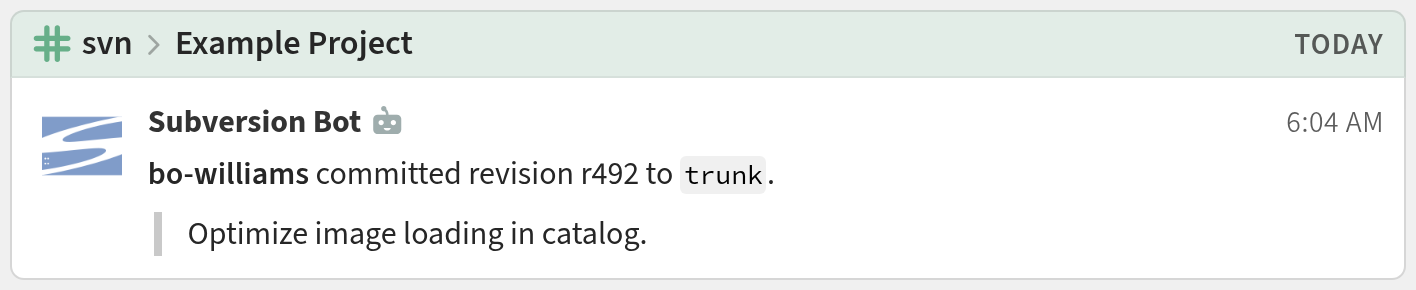 svn > Example Project TODAY
Subversion Bot 6:04 AM
bo-williams committed revision r492 to trunk.
Optimize image loading in catalog.